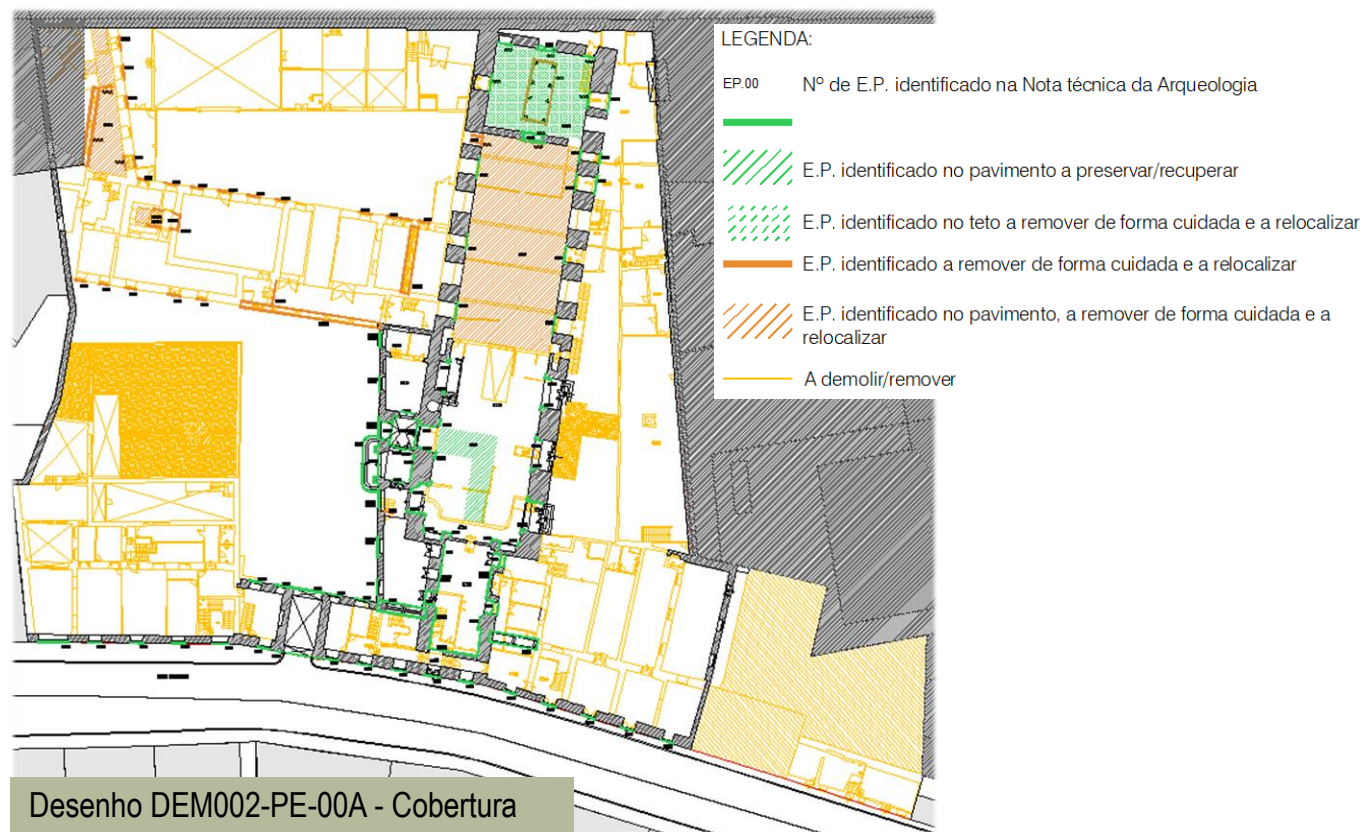 LEGENDA:
EP.00 Nº de E.P. identificado na Nota técnica da Arqueologia
E.P. identificado no pavimento a preservar/recuperar
E.P. identificado no teto a remover de forma cuidada e a relocalizar
E.P. identificado a remover de forma cuidada e a relocalizar
E.P. identificado no pavimento, a remover de forma cuidada e a
relocalizar
A demolir/remover
Desenho DEM002-PE-00A - Cobertura